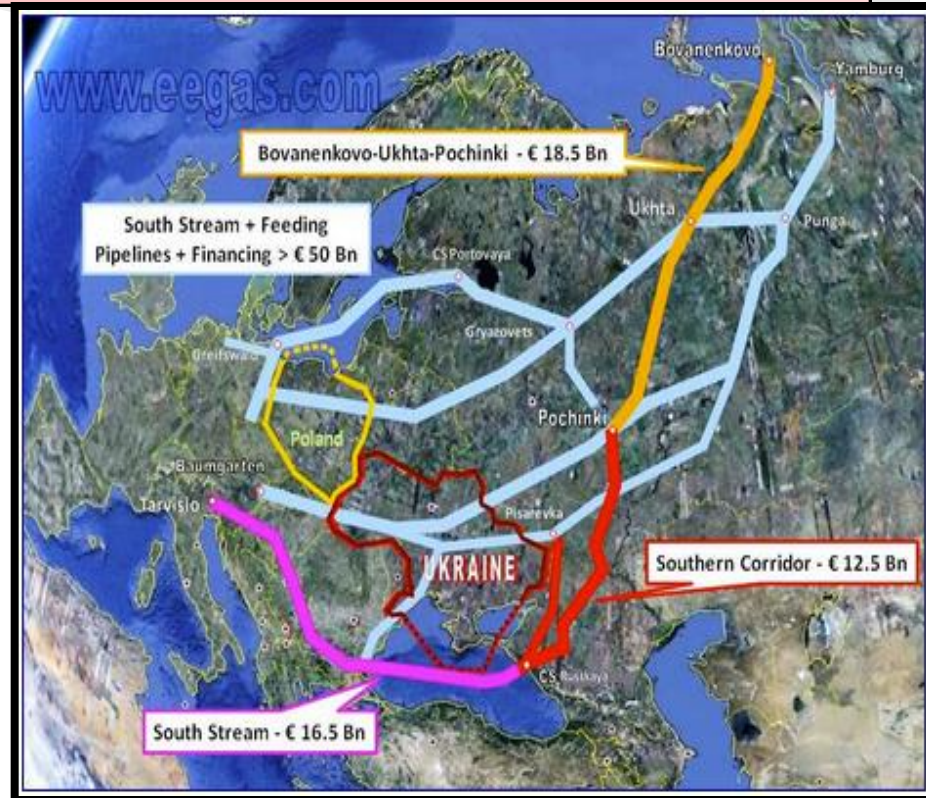 www.eegas.com
Bovanenkovo
Yamburg
Bovanenkovo-Ukhta-Pochinki - € 18.5 Bn
South Stream + Feeding
Pipelines + Financing > € 50 Bn
Ukhta
Punga
CS Portovaya
Gryazovets
Greifswald
Pochinki
Poland
Baumgarten
Tarvisio
Pisarevka
UKRAINE
Southern Corridor - € 12.5 Bn
CS Russkaya
South Stream - € 16.5 Bn